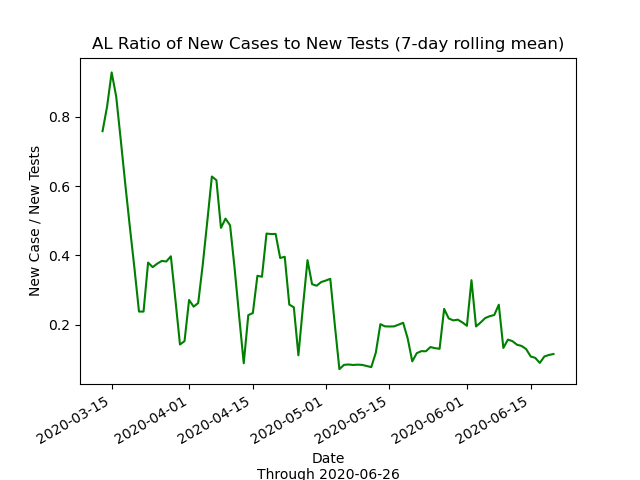 AL Ratio of New Cases to New Tests (7-day rolling mean)
New Case / New Tests
0.8
0.6
0.4
0.2
2020-03-15
2020-04-01
2020-04-15
2020-05-01
2020-05-15
2020-06-01
2020-06-15
Date
Through 2020-06-26